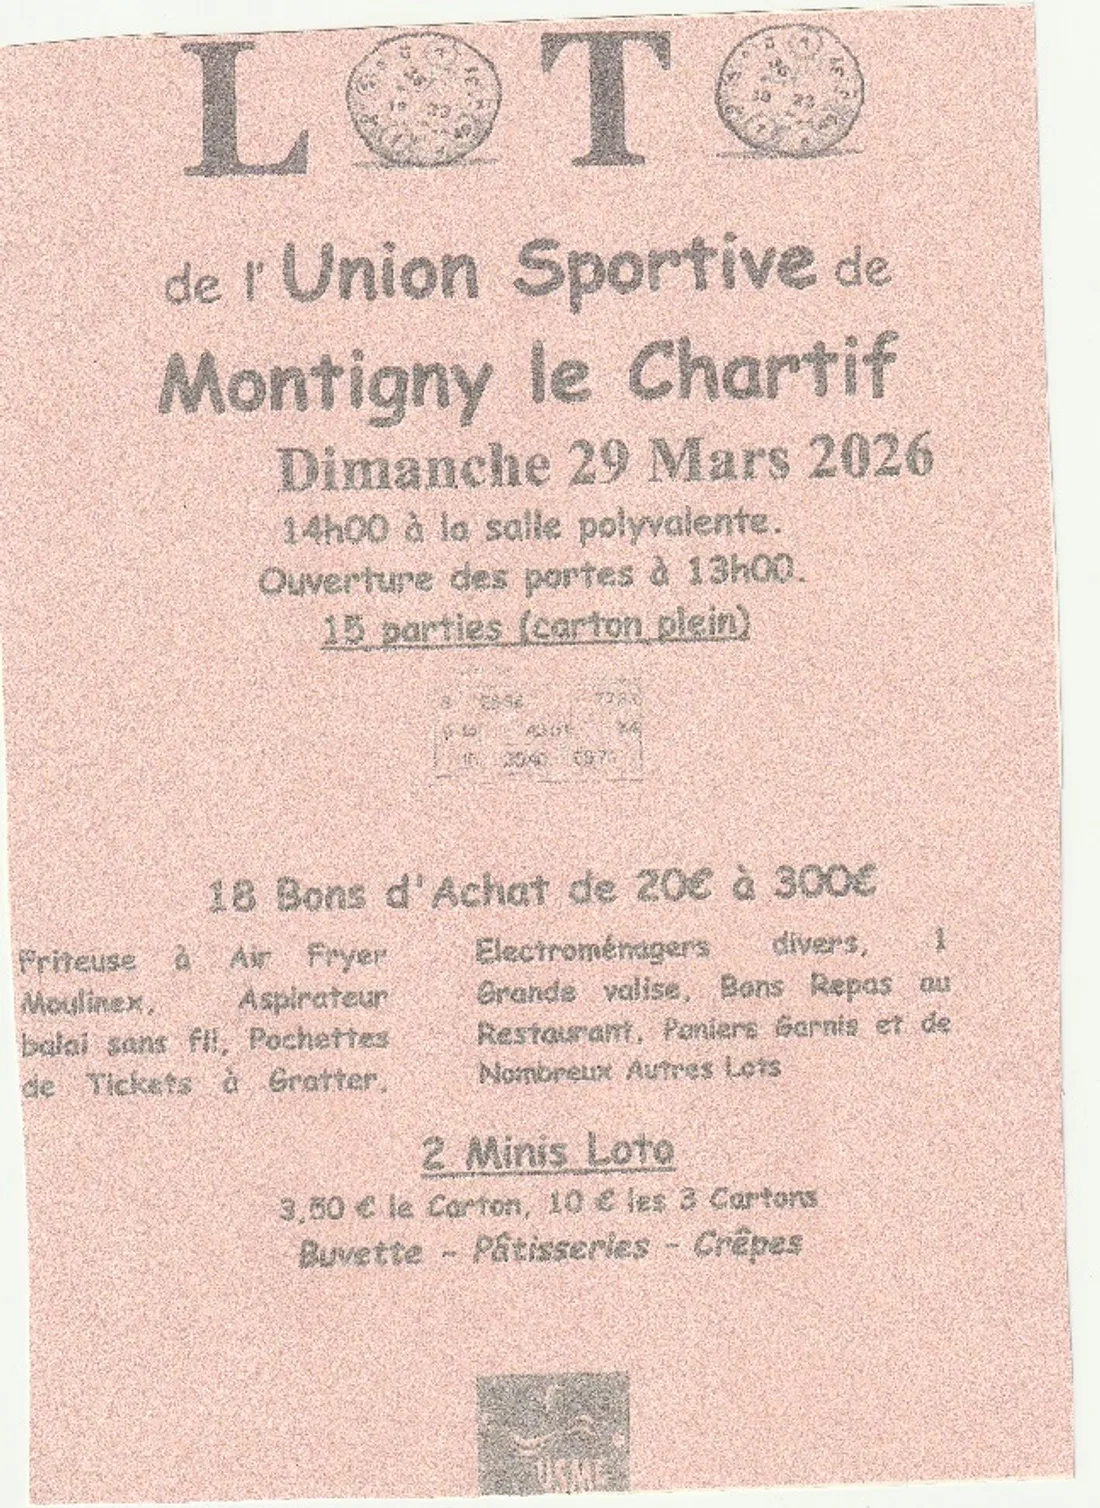 LOTO
de l'Union Sportive de
Montigny le Chartif
Dimanche 29 Mars 2026
14h00 à la salle polyvalente.
Ouverture des portes à 13h00.
15 parties (carton plein)
18 Bons d'Achat de 20€ à 300€
Friteuse à Air Fryer
Moulinex, Aspirateur
balai sans fil, Pochettes
de Tickets à Gratter,
Electroménagers divers, 1
Grande valise, Bons Repas au
Restaurant, Paniers Garnis et de
Nombreux Autres Lots
2 Minis Loto
3,50 € le Carton, 10 € les 3 Cartons
Buvette - Pâtisseries - Crêpes